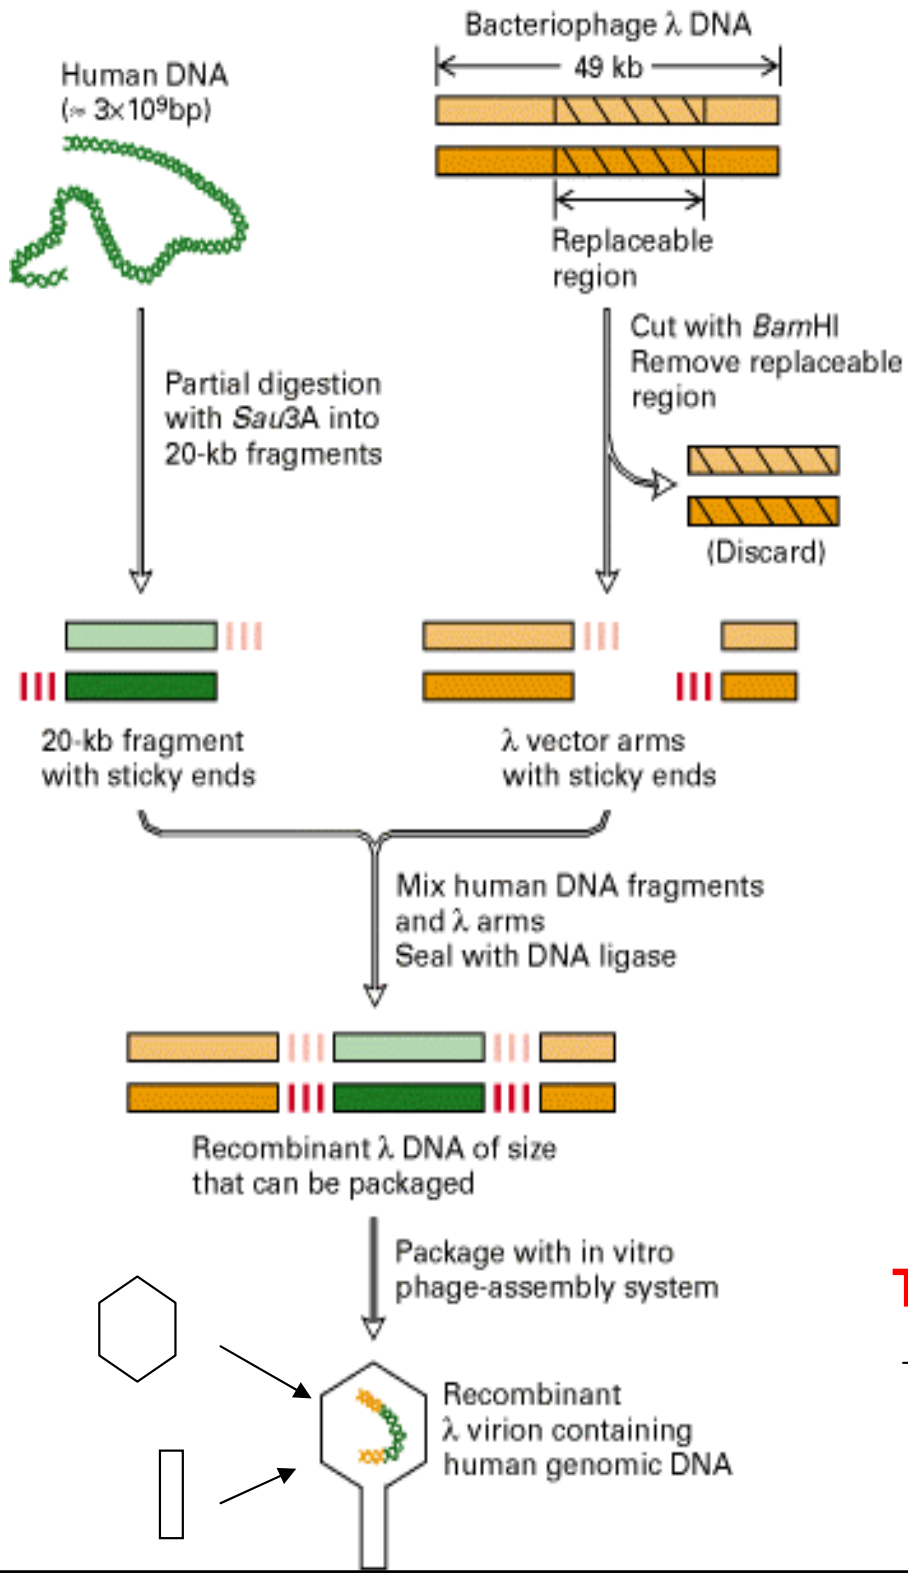 Bacteriophage λ DNA
49 kb
Human DNA
(≈ 3×10⁹bp)
Replaceable
region
Cut with BamHI
Remove replaceable
region
Partial digestion
with Sau3A into
20-kb fragments
(Discard)
20-kb fragment
with sticky ends
λ vector arms
with sticky ends
Mix human DNA fragments
and λ arms
Seal with DNA ligase
Recombinant λ DNA of size
that can be packaged
Package with in vitro
phage-assembly system
T
Recombinant
λ virion containing
human genomic DNA